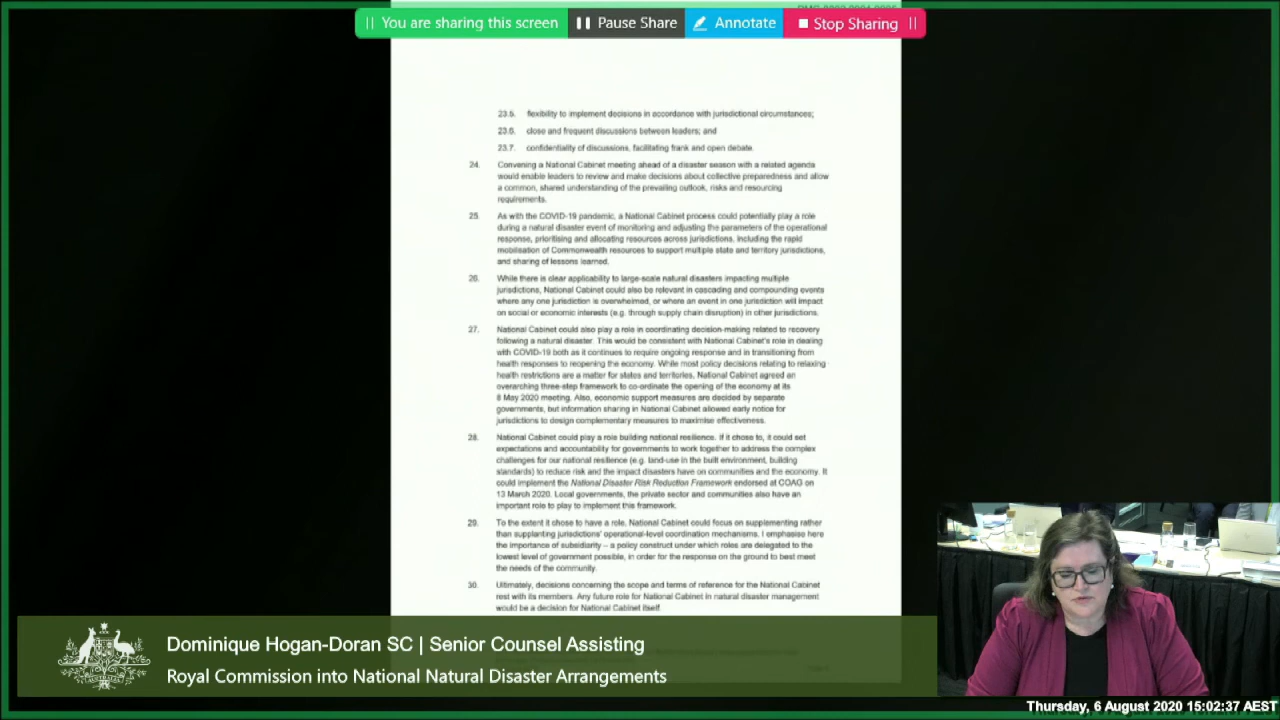 You are sharing this screen
Pause Share
Annotate
Stop Sharing
23.5. flexibility to implement decisions in accordance with jurisdictional circumstances;
23.6. close and frequent discussions between leaders; and
23.7. confidentiality of discussions, facilitating frank and open debate.
24. Convening a National Cabinet meeting ahead of a disaster season with a related agenda
would enable leaders to review and make decisions about collective preparedness and allow
a common, shared understanding of the prevailing outlook, risks and resourcing
requirements.
25. As with the COVID-19 pandemic, a National Cabinet process could potentially play a role
during a natural disaster event of monitoring and adjusting the parameters of the operational
response, prioritising and allocating resources across jurisdictions, including the rapid
mobilisation of Commonwealth resources to support multiple state and territory jurisdictions,
and sharing of lessons learned.
26. While there is clear applicability to large-scale natural disasters impacting multiple
jurisdictions, National Cabinet could also be relevant in cascading and compounding events
where any one jurisdiction is overwhelmed, or where an event in one jurisdiction will impact
on social or economic interests (e.g. through supply chain disruption) in other jurisdictions.
27. National Cabinet could also play a role in coordinating decision-making related to recovery
following a natural disaster. This would be consistent with National Cabinet's role in dealing
with COVID-19 both as it continues to require ongoing response and in transitioning from
health responses to reopening the economy. While most policy decisions relating to relaxing
health restrictions are a matter for states and territories, National Cabinet agreed an
overarching three-step framework to co-ordinate the opening of the economy at its
8 May 2020 meeting. Also, economic support measures are decided by separate
governments, but information sharing in National Cabinet allowed early notice for
jurisdictions to design complementary measures to maximise effectiveness.
28. National Cabinet could play a role building national resilience. If it chose to, it could set
expectations and accountability for governments to work together to address the complex
challenges for our national resilience (e.g. land-use in the built environment, building
standards) to reduce risk and the impact disasters have on communities and the economy. It
could implement the National Disaster Risk Reduction Framework endorsed at COAG on
13 March 2020. Local governments, the private sector and communities also have an
important role to play to implement this framework.
29. To the extent it chose to have a role, National Cabinet could focus on supplementing rather
than supplanting jurisdictions' operational-level coordination mechanisms. I emphasise here
the importance of subsidiarity – a policy construct under which roles are delegated to the
lowest level of government possible, in order for the response on the ground to best meet
the needs of the community.
30. Ultimately, decisions concerning the scope and terms of reference for the National Cabinet
rest with its members. Any future role for National Cabinet in natural disaster management
would be a decision for National Cabinet itself.
Dominique Hogan-Doran SC | Senior Counsel Assisting
Royal Commission into National Natural Disaster Arrangements
Thursday, 6 August 2020 15:02:37 AEST